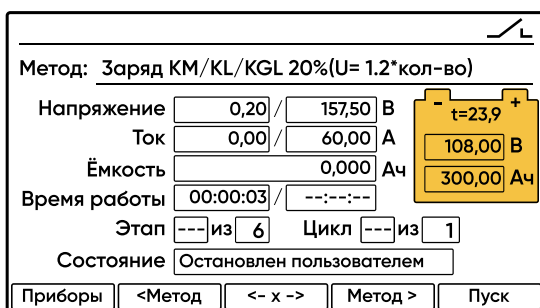 Метод: Заряд KM/KL/KGL 20%(U= 1.2*кол-во)
Напряжение 0,20 / 157,50 В
- +
t=23,9
Ток 0,00 / 60,00 А
108,00 В
Ёмкость 0,000 Ач
300,00 Ач
Время работы 00:00:03 / --:--:--
Этап --- из 6 Цикл --- из 1
Состояние Остановлен пользователем
Приборы <Метод <- x -> Метод > Пуск